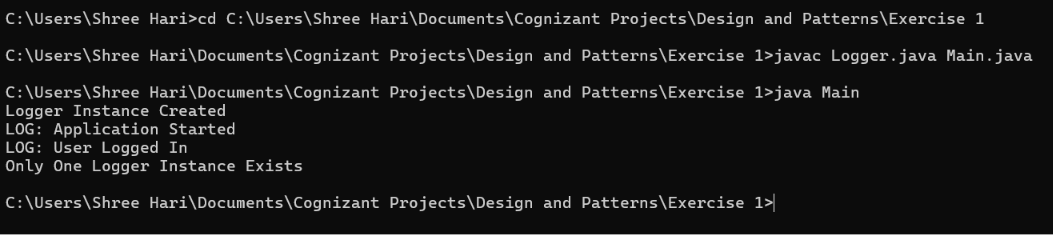 C:\Users\Shree Hari>cd C:\Users\Shree Hari\Documents\Cognizant Projects\Design and Patterns\Exercise 1
C:\Users\Shree Hari\Documents\Cognizant Projects\Design and Patterns\Exercise 1>javac Logger.java Main.java
C:\Users\Shree Hari\Documents\Cognizant Projects\Design and Patterns\Exercise 1>java Main
Logger Instance Created
LOG: Application Started
LOG: User Logged In
Only One Logger Instance Exists
C:\Users\Shree Hari\Documents\Cognizant Projects\Design and Patterns\Exercise 1>